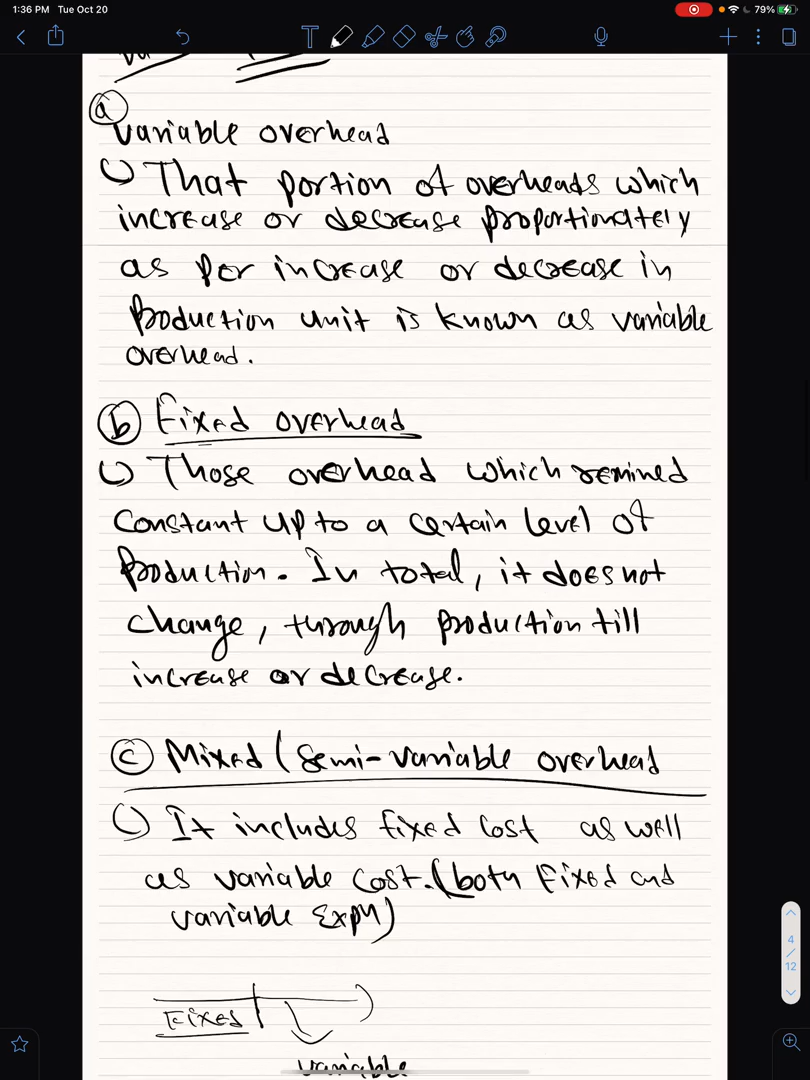 1:36 PM Tue Oct 20
79%
a
Variable overhead
That portion of overheads which
increase or decrease proportionately
as per increase or decrease in
Production unit is known as variable
overhead.
b Fixed overhead
Those overhead which remined
constant up to a certain level of
Production. In total, it does not
change, through production till
increase or decrease.
c Mixed (Semi-variable overhead
It includes fixed cost as well
as variable cost. (both fixed and
variable
4
/
12
Fixed
variable